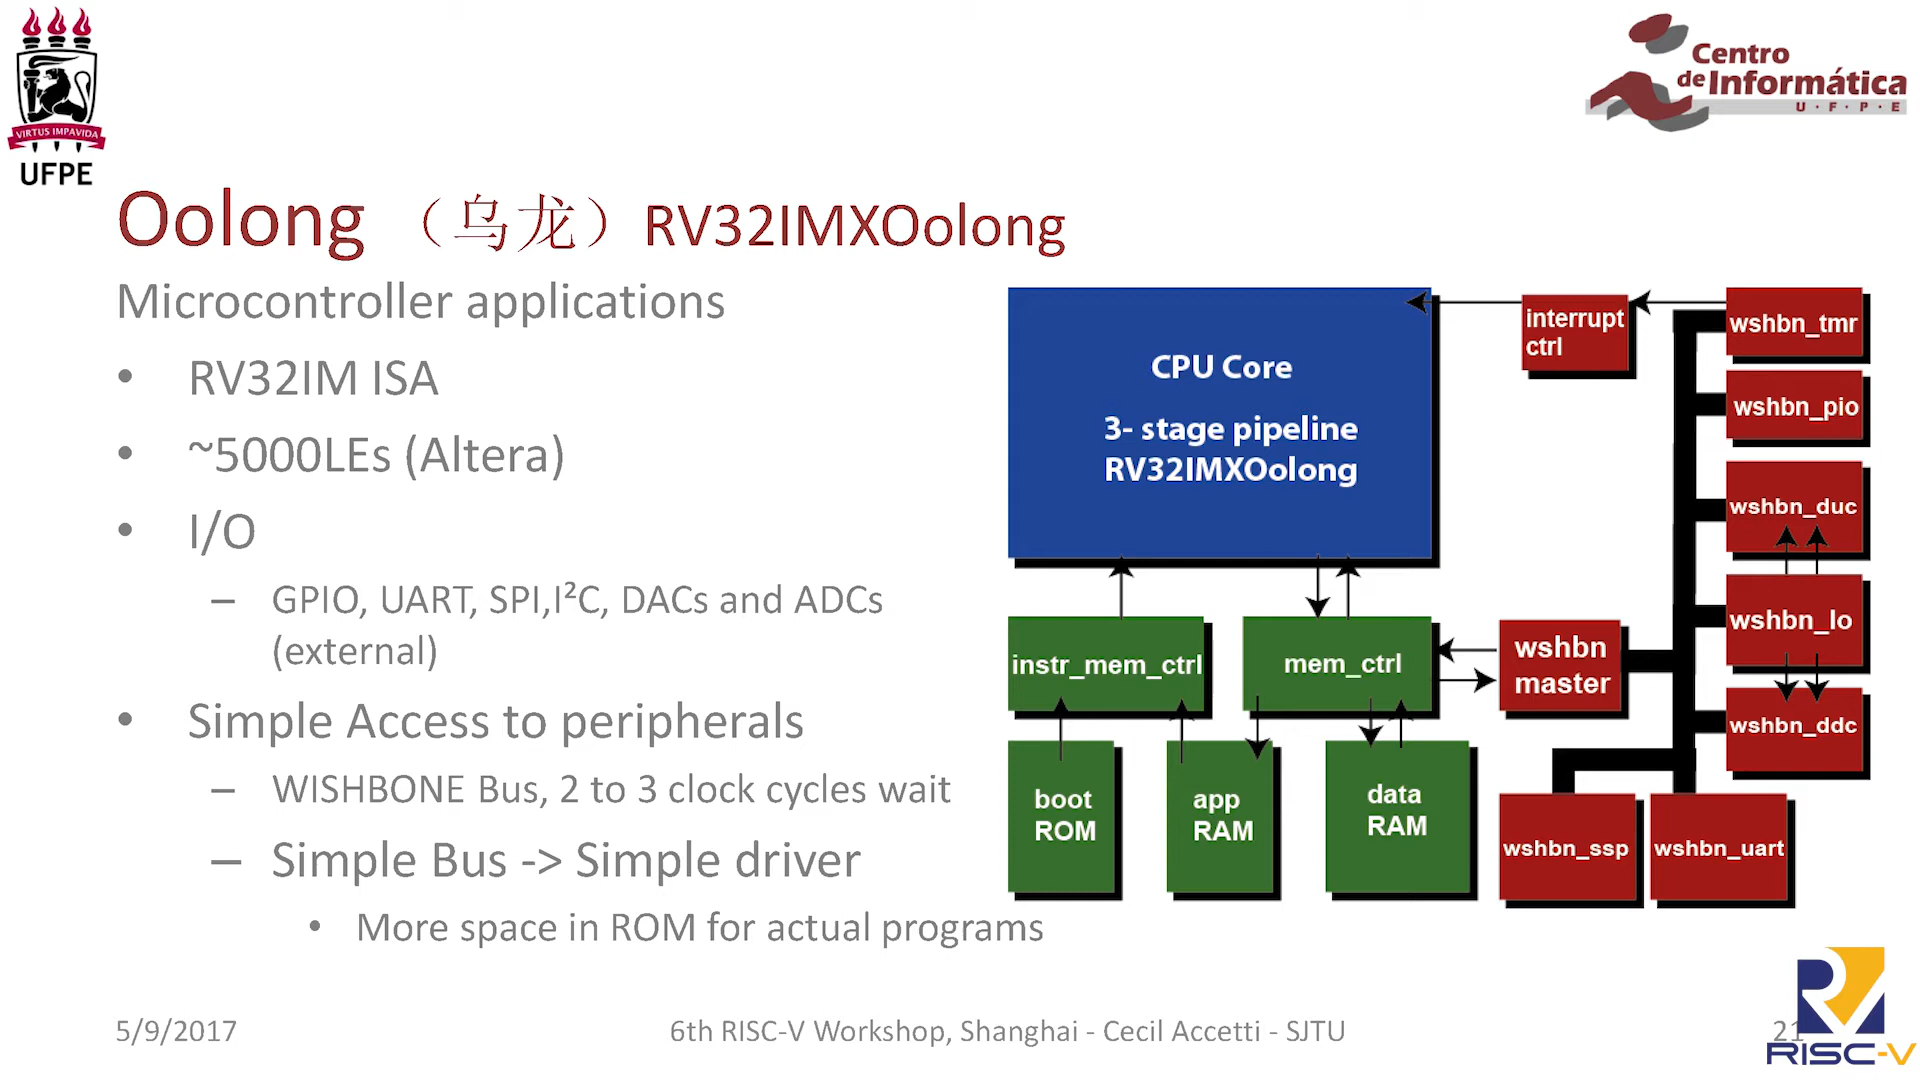 VIRTUS IMPAVIDA
UFPE
Centro
de Informática
U·F·P·E
Oolong （乌龙）RV32IMXOolong
Microcontroller applications
• RV32IM ISA
• ~5000LEs (Altera)
• I/O
– GPIO, UART, SPI,I²C, DACs and ADCs
(external)
• Simple Access to peripherals
– WISHBONE Bus, 2 to 3 clock cycles wait
– Simple Bus -> Simple driver
• More space in ROM for actual programs
CPU Core
3- stage pipeline
RV32IMXOolong
interrupt
ctrl
wshbn_tmr
wshbn_pio
wshbn_duc
wshbn_lo
wshbn_ddc
instr_mem_ctrl
mem_ctrl
wshbn
master
boot
ROM
app
RAM
data
RAM
wshbn_ssp
wshbn_uart
5/9/2017
6th RISC-V Workshop, Shanghai - Cecil Accetti - SJTU
21
RISC-V